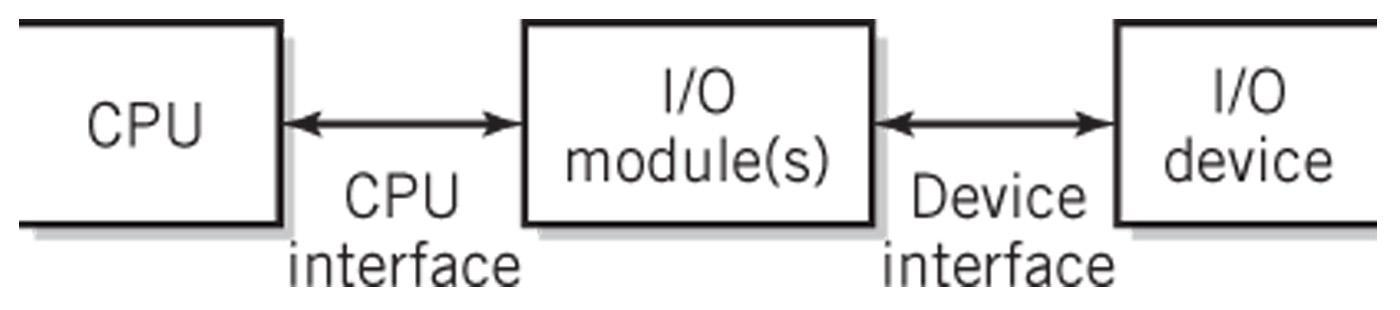 CPU
CPU
interface
I/O
module(s)
Device
interface
I/O
device